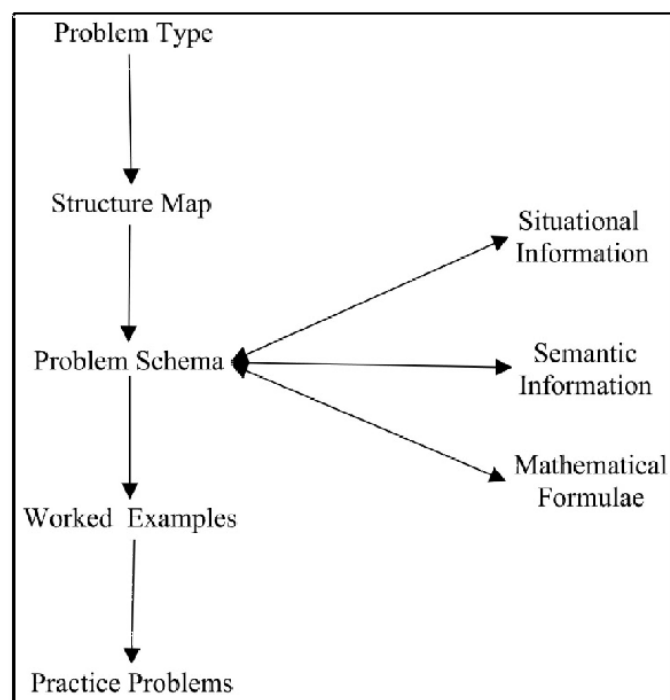 Problem Type
Structure Map
Situational
Information
Problem Schema
Semantic
Information
Mathematical
Formulae
Worked Examples
Practice Problems